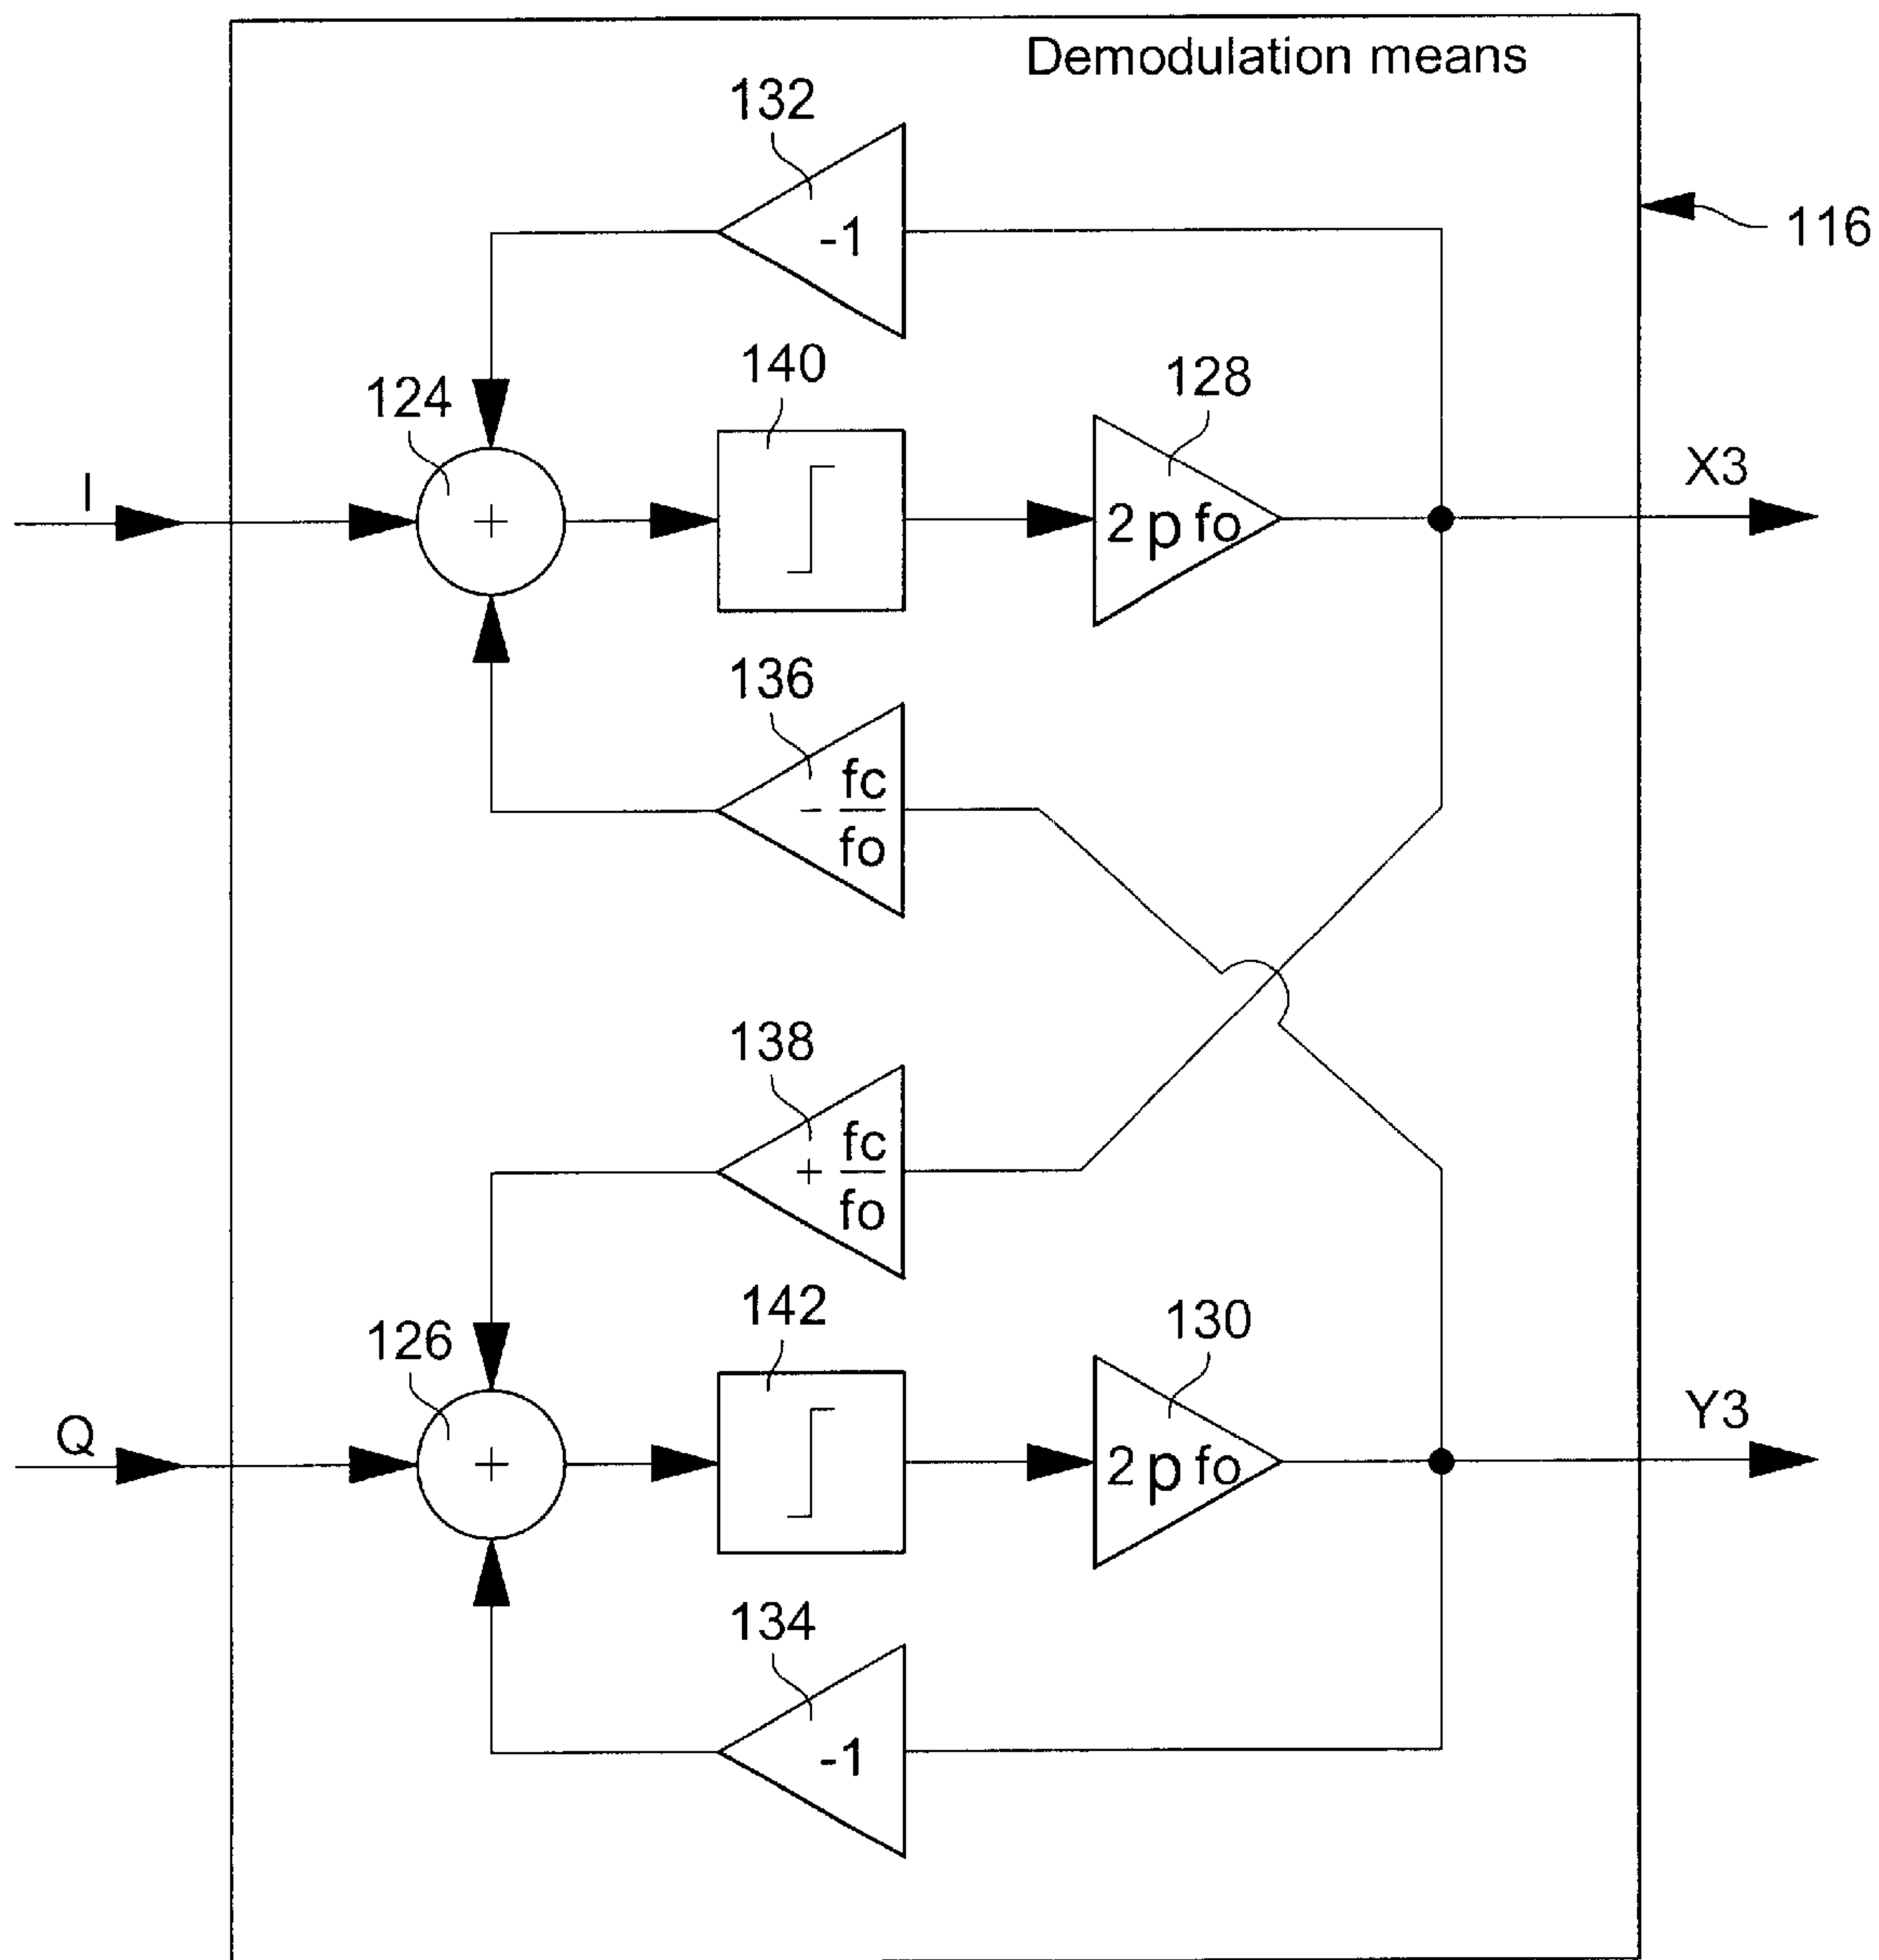 Demodulation means
132
-1
116
140
128
124
I
2 p fo
X3
+
136
- fc
fo
138
+ fc
fo
142
130
126
Q
2 p fo
Y3
+
134
-1